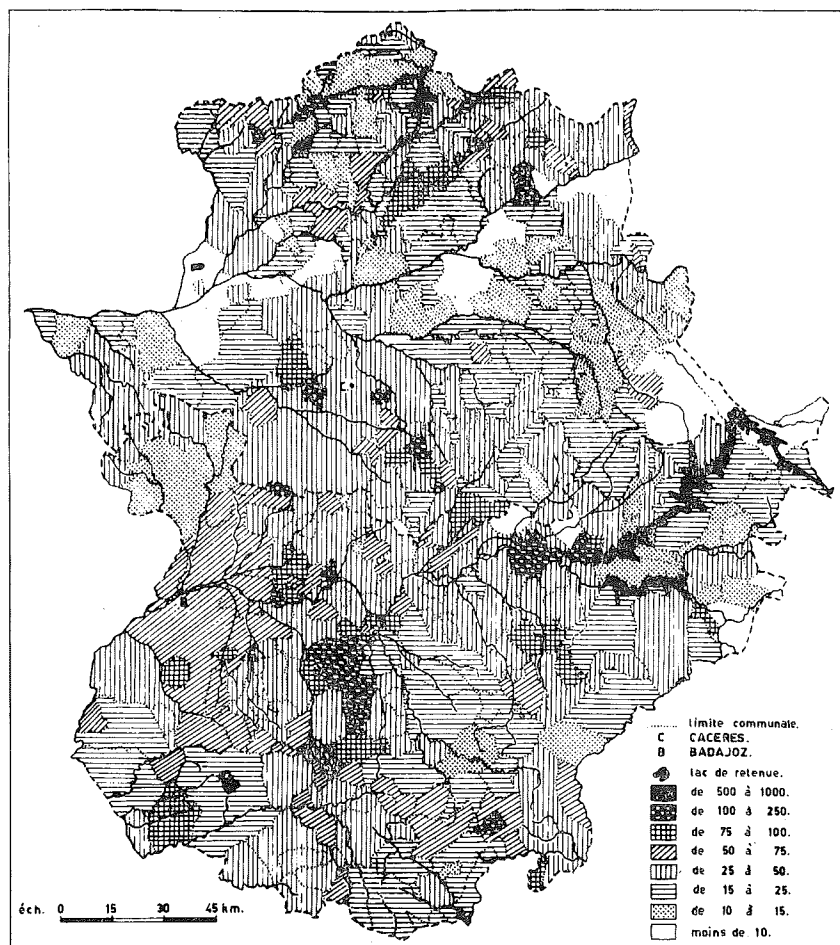 limite communale.
C CACERES.
B BADAJOZ.
lac de retenue.
de 500 à 1000.
de 100 à 250.
de 75 à 100.
de 50 à 75.
de 25 à 50.
de 15 à 25.
de 10 à 15.
moins de 10.
éch. 0 15 30 45 km.
C
B